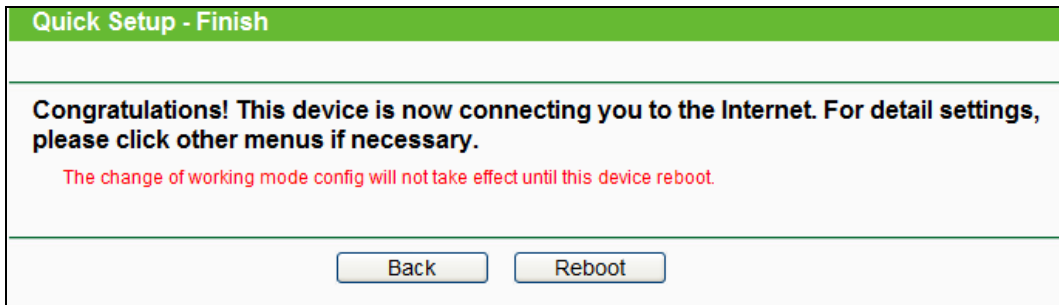 Quick Setup - Finish
Congratulations! This device is now connecting you to the Internet. For detail settings,
please click other menus if necessary.
The change of working mode config will not take effect until this device reboot.
Back Reboot